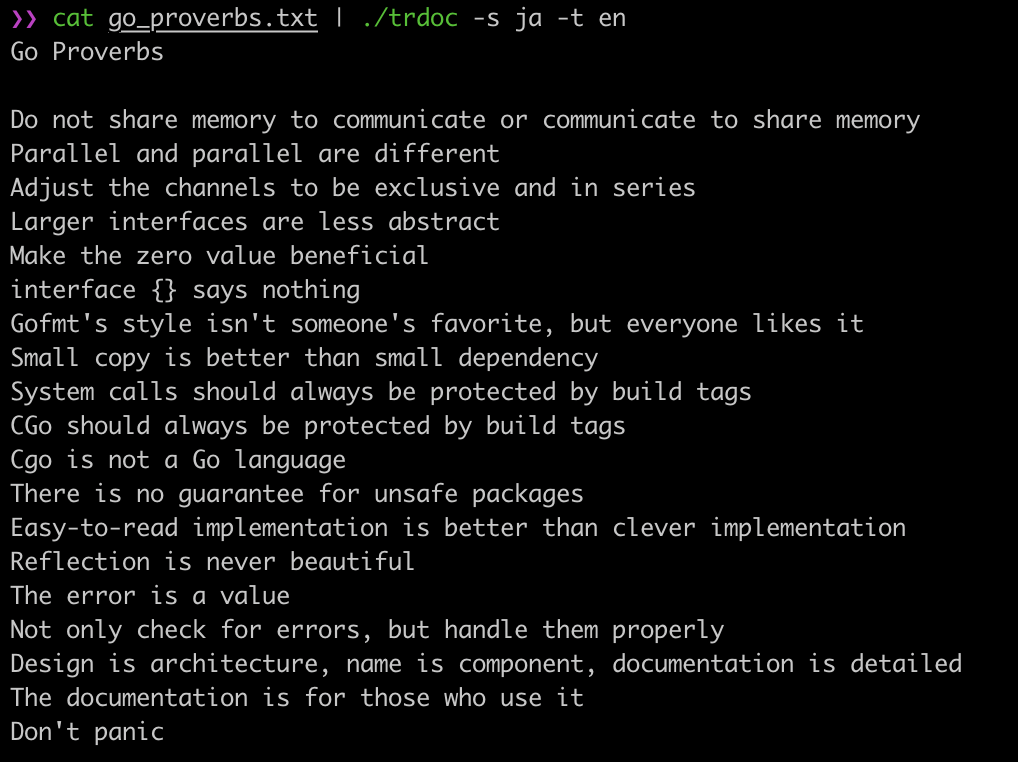 ❯❯ cat go_proverbs.txt | ./trdoc -s ja -t en
Go Proverbs
Do not share memory to communicate or communicate to share memory
Parallel and parallel are different
Adjust the channels to be exclusive and in series
Larger interfaces are less abstract
Make the zero value beneficial
interface {} says nothing
Gofmt's style isn't someone's favorite, but everyone likes it
Small copy is better than small dependency
System calls should always be protected by build tags
CGo should always be protected by build tags
Cgo is not a Go language
There is no guarantee for unsafe packages
Easy-to-read implementation is better than clever implementation
Reflection is never beautiful
The error is a value
Not only check for errors, but handle them properly
Design is architecture, name is component, documentation is detailed
The documentation is for those who use it
Don't panic